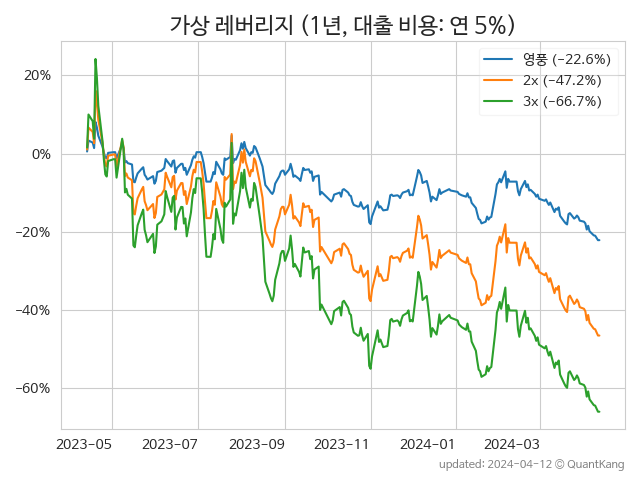 가상 레버리지 (1년, 대출 비용: 연 5%)
영풍 (−22.6%)
2x (−47.2%)
3x (−66.7%)
20%
0%
−20%
−40%
−60%
2023-05 2023-07 2023-09 2023-11 2024-01 2024-03
updated: 2024-04-12 © QuantKang